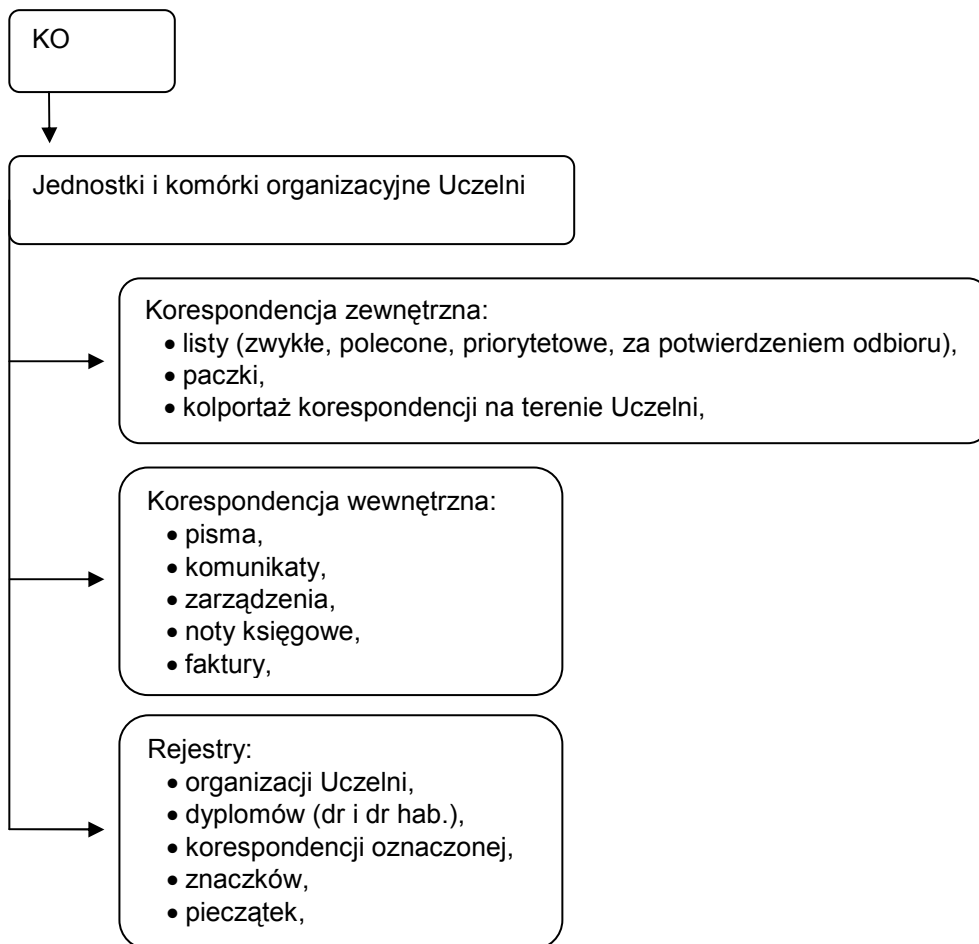 KO
Jednostki i komórki organizacyjne Uczelni
Korespondencja zewnętrzna:
• listy (zwykłe, polecone, priorytetowe, za potwierdzeniem odbioru),
• paczki,
• kolportaż korespondencji na terenie Uczelni,
Korespondencja wewnętrzna:
• pisma,
• komunikaty,
• zarządzenia,
• noty księgowe,
• faktury,
Rejestry:
• organizacji Uczelni,
• dyplomów (dr i dr hab.),
• korespondencji oznaczonej,
• znaczków,
• pieczątek,